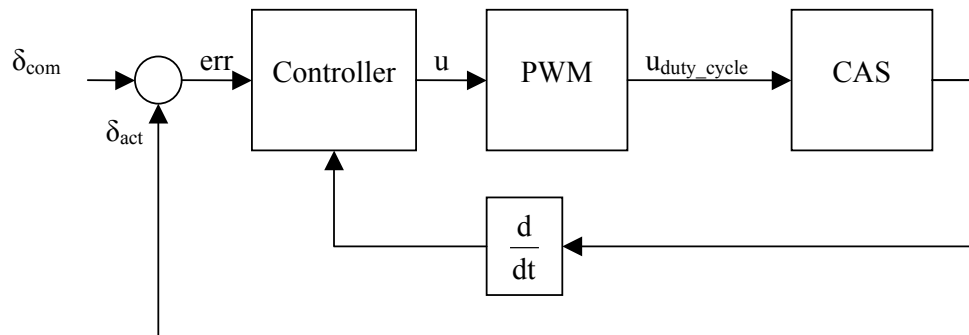 δcom
err
Controller
u
PWM
uduty_cycle
CAS
δact
d
dt